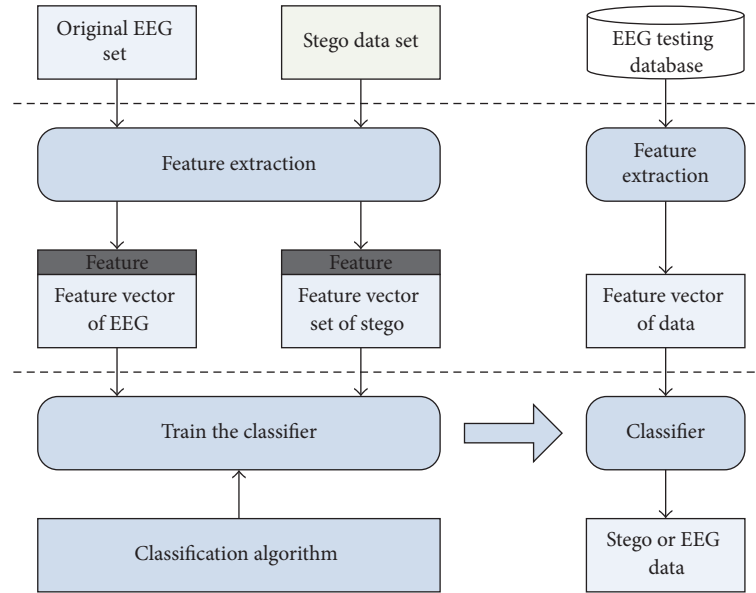 Original EEG
set
Stego data set
EEG testing
database
Feature extraction
Feature
extraction
Feature
Feature vector
of EEG
Feature
Feature vector
set of stego
Feature vector
of data
Train the classifier
Classifier
Classification algorithm
Stego or EEG
data